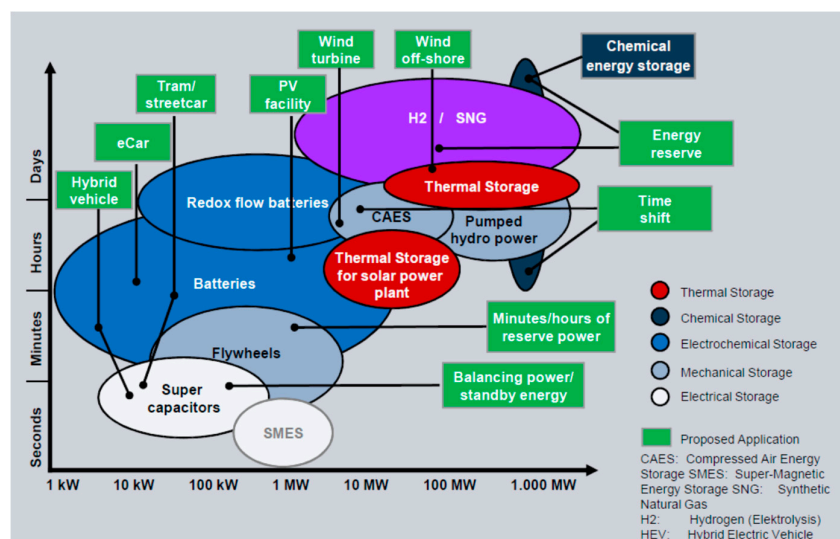 Wind
turbine
Wind
off-shore
Chemical
energy storage
Tram/
streetcar
PV
facility
eCar
Hybrid
vehicle
H2 / SNG
Energy
reserve
Thermal Storage
Redox flow batteries
CAES
Pumped
hydro power
Time
shift
Thermal Storage
for solar power
plant
Batteries
Minutes/hours of
reserve power
Flywheels
Super
capacitors
Balancing power/
standby energy
SMES
Days
Hours
Minutes
Seconds
1 kW
10 kW
100 kW
1 MW
10 MW
100 MW
1.000 MW
Thermal Storage
Chemical Storage
Electrochemical Storage
Mechanical Storage
Electrical Storage
Proposed Application
CAES: Compressed Air Energy
Storage SMES: Super-Magnetic
Energy Storage SNG: Synthetic
Natural Gas
H2: Hydrogen (Elektrolysis)
HEV: Hybrid Electric Vehicle